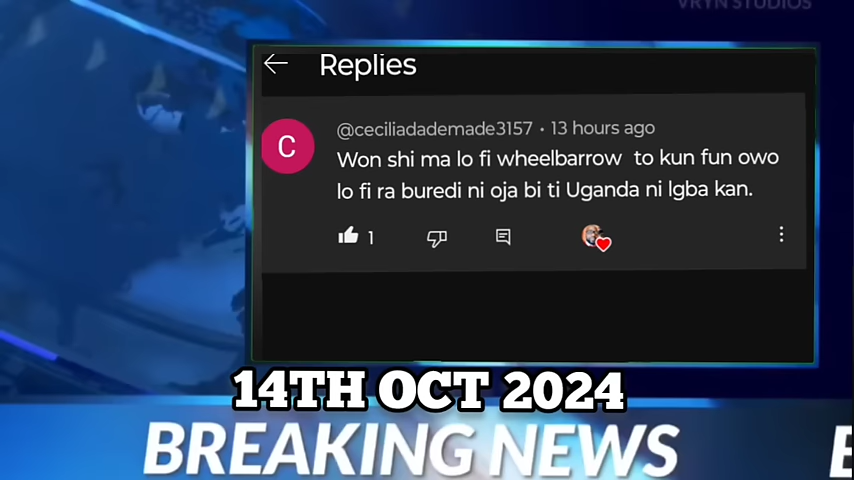 VRYN STUDIOS
Replies
C
@ceciliadademade3157 • 13 hours ago
Won shi ma lo fi wheelbarrow to kun fun owo
lo fi ra buredi ni oja bi ti Uganda ni Igba kan.
1
14TH OCT 2024
BREAKING NEWS